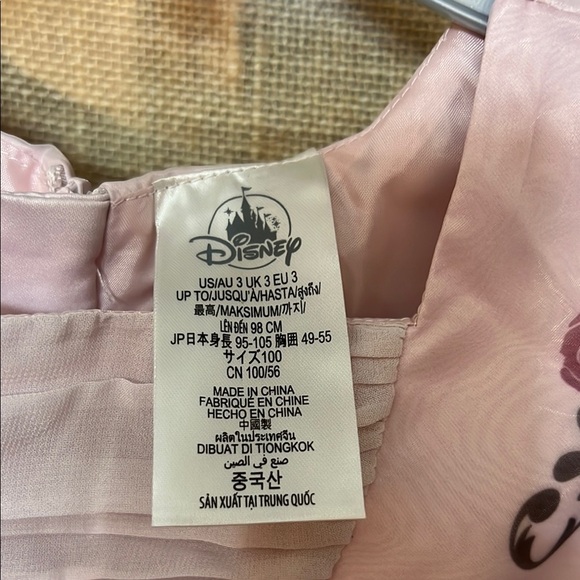 Disney
US/AU 3 UK 3 EU 3
UP TO/JUSQU'À/HASTA/สูงถึง/
最高/MAKSIMUM/까지/
LÊN ĐẾN 98 CM
JP日本身長 95-105 胸囲 49-55
サイズ100
CN 100/56
MADE IN CHINA
FABRIQUÉ EN CHINE
HECHO EN CHINA
中國製
ผลิตในประเทศจีน
DIBUAT DI TIONGKOK
صنع في الصين
중국산
SẢN XUẤT TẠI TRUNG QUỐC